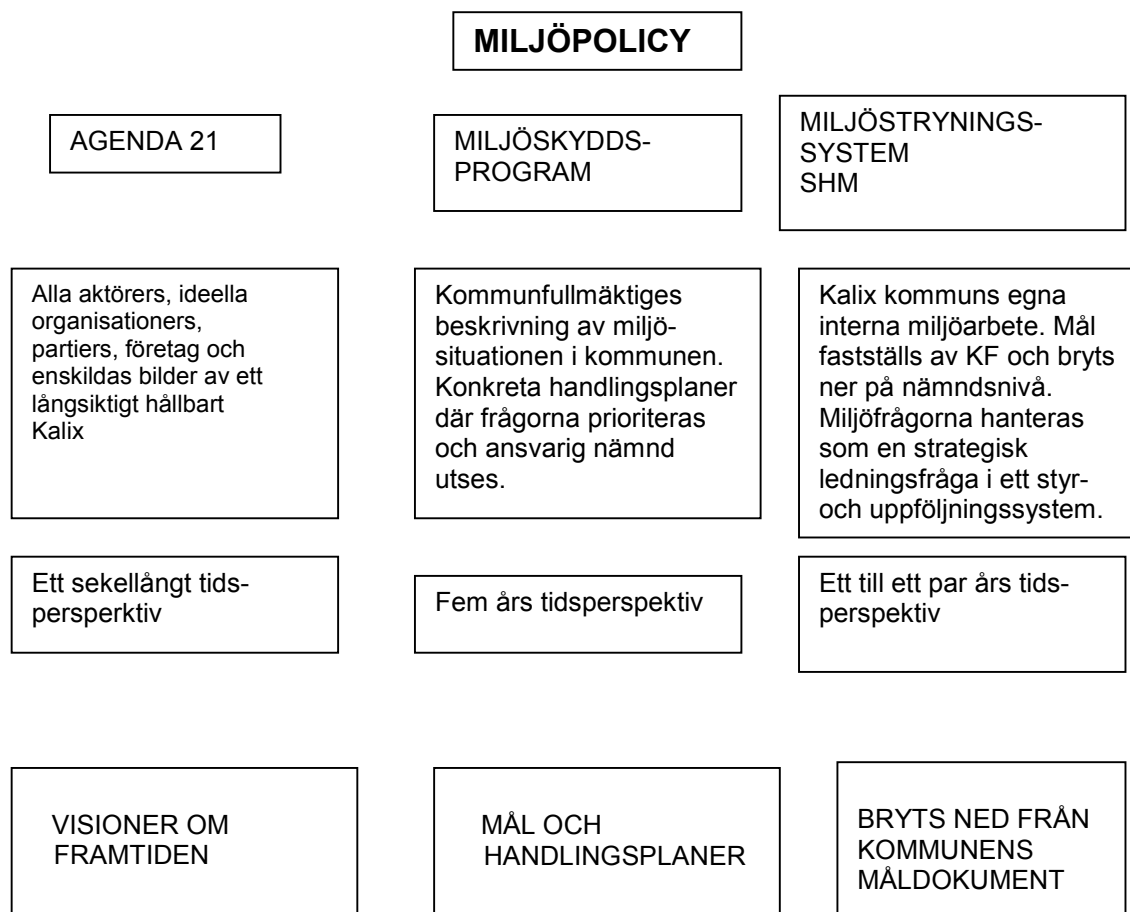 MILJÖPOLICY
AGENDA 21
MILJÖSKYDDS-
PROGRAM
MILJÖSTRYNINGS-
SYSTEM
SHM
Alla aktörers, ideella
organisationers,
partiers, företag och
enskildas bilder av ett
långsiktigt hållbart
Kalix
Kommunfullmäktiges
beskrivning av miljö-
situationen i kommunen.
Konkreta handlingsplaner
där frågorna prioriteras
och ansvarig nämnd
utses.
Kalix kommuns egna
interna miljöarbete. Mål
fastställs av KF och bryts
ner på nämndsnivå.
Miljöfrågorna hanteras
som en strategisk
ledningsfråga i ett styr-
och uppföljningssystem.
Ett sekellångt tids-
persperktiv
Fem års tidsperspektiv
Ett till ett par års tids-
perspektiv
VISIONER OM
FRAMTIDEN
MÅL OCH
HANDLINGSPLANER
BRYTS NED FRÅN
KOMMUNENS
MÅLDOKUMENT